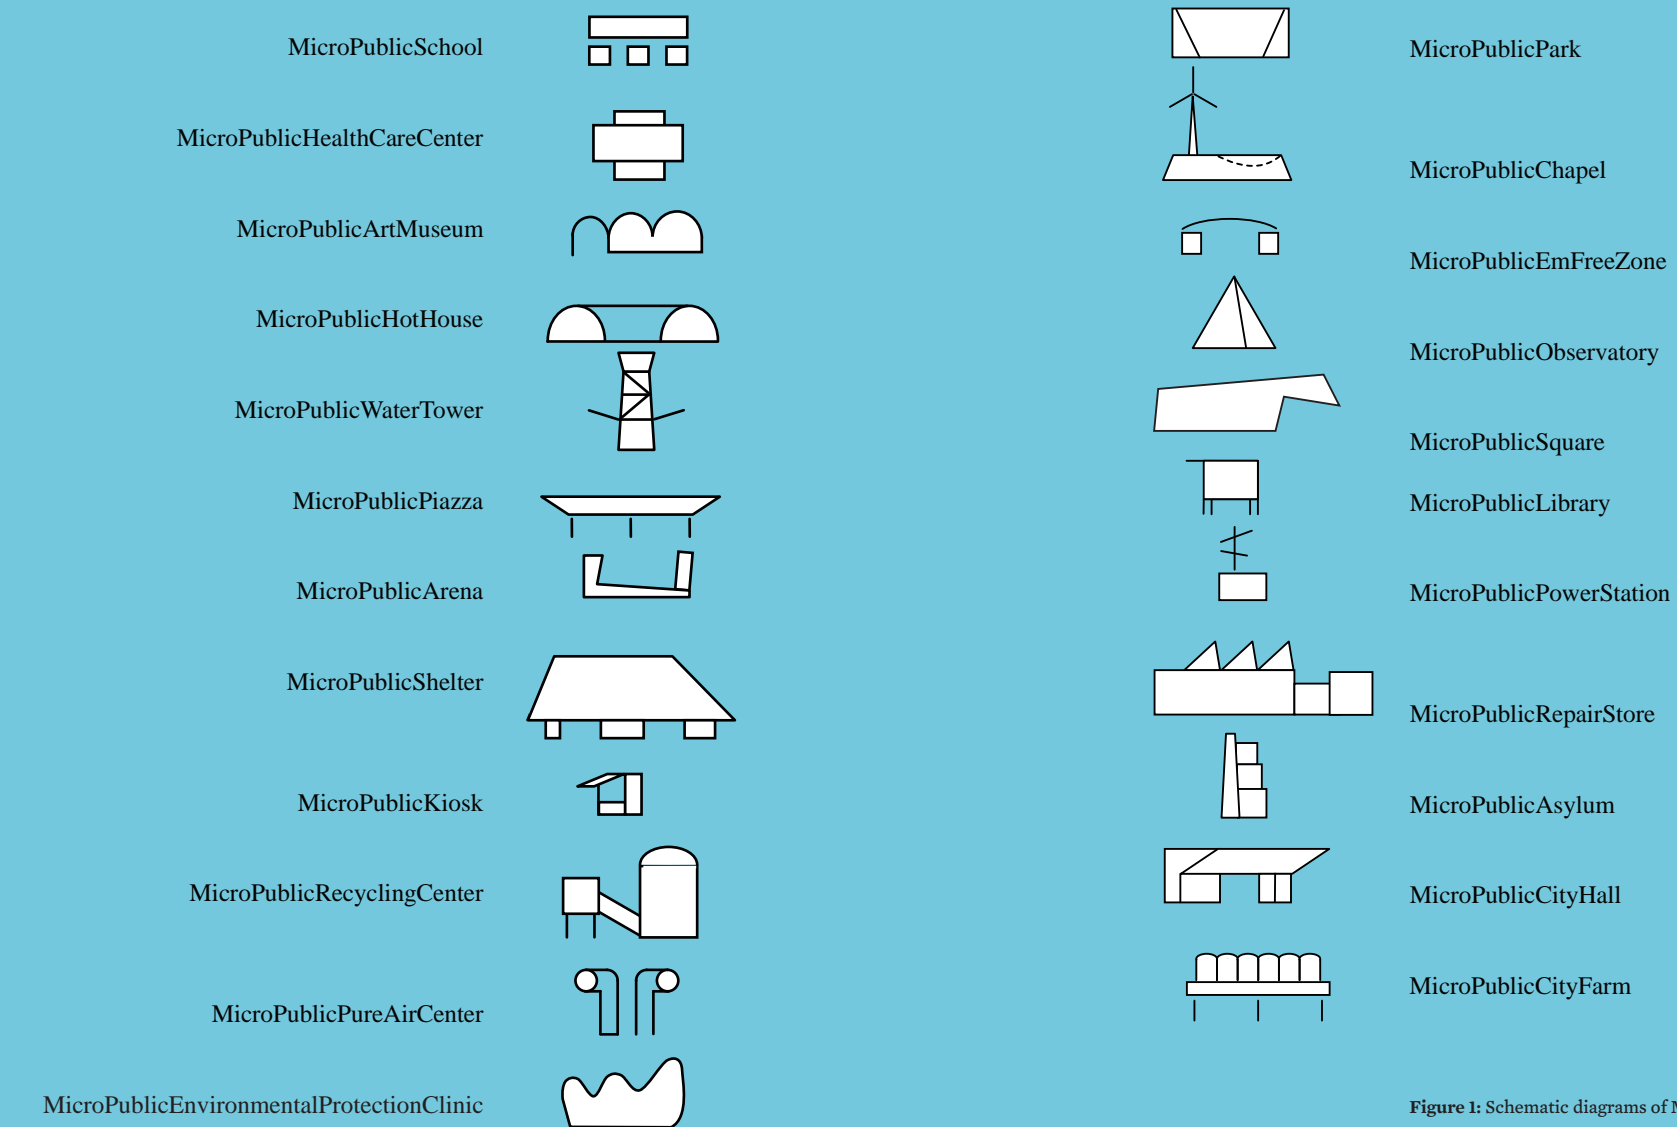 MicroPublicSchool
MicroPublicHealthCareCenter
MicroPublicArtMuseum
MicroPublicHotHouse
MicroPublicWaterTower
MicroPublicPiazza
MicroPublicArena
MicroPublicShelter
MicroPublicKiosk
MicroPublicRecyclingCenter
MicroPublicPureAirCenter
MicroPublicEnvironmentalProtectionClinic
MicroPublicPark
MicroPublicChapel
MicroPublicEmFreeZone
MicroPublicObservatory
MicroPublicSquare
MicroPublicLibrary
MicroPublicPowerStation
MicroPublicRepairStore
MicroPublicAsylum
MicroPublicCityHall
MicroPublicCityFarm
Figure 1: Schematic diagrams of